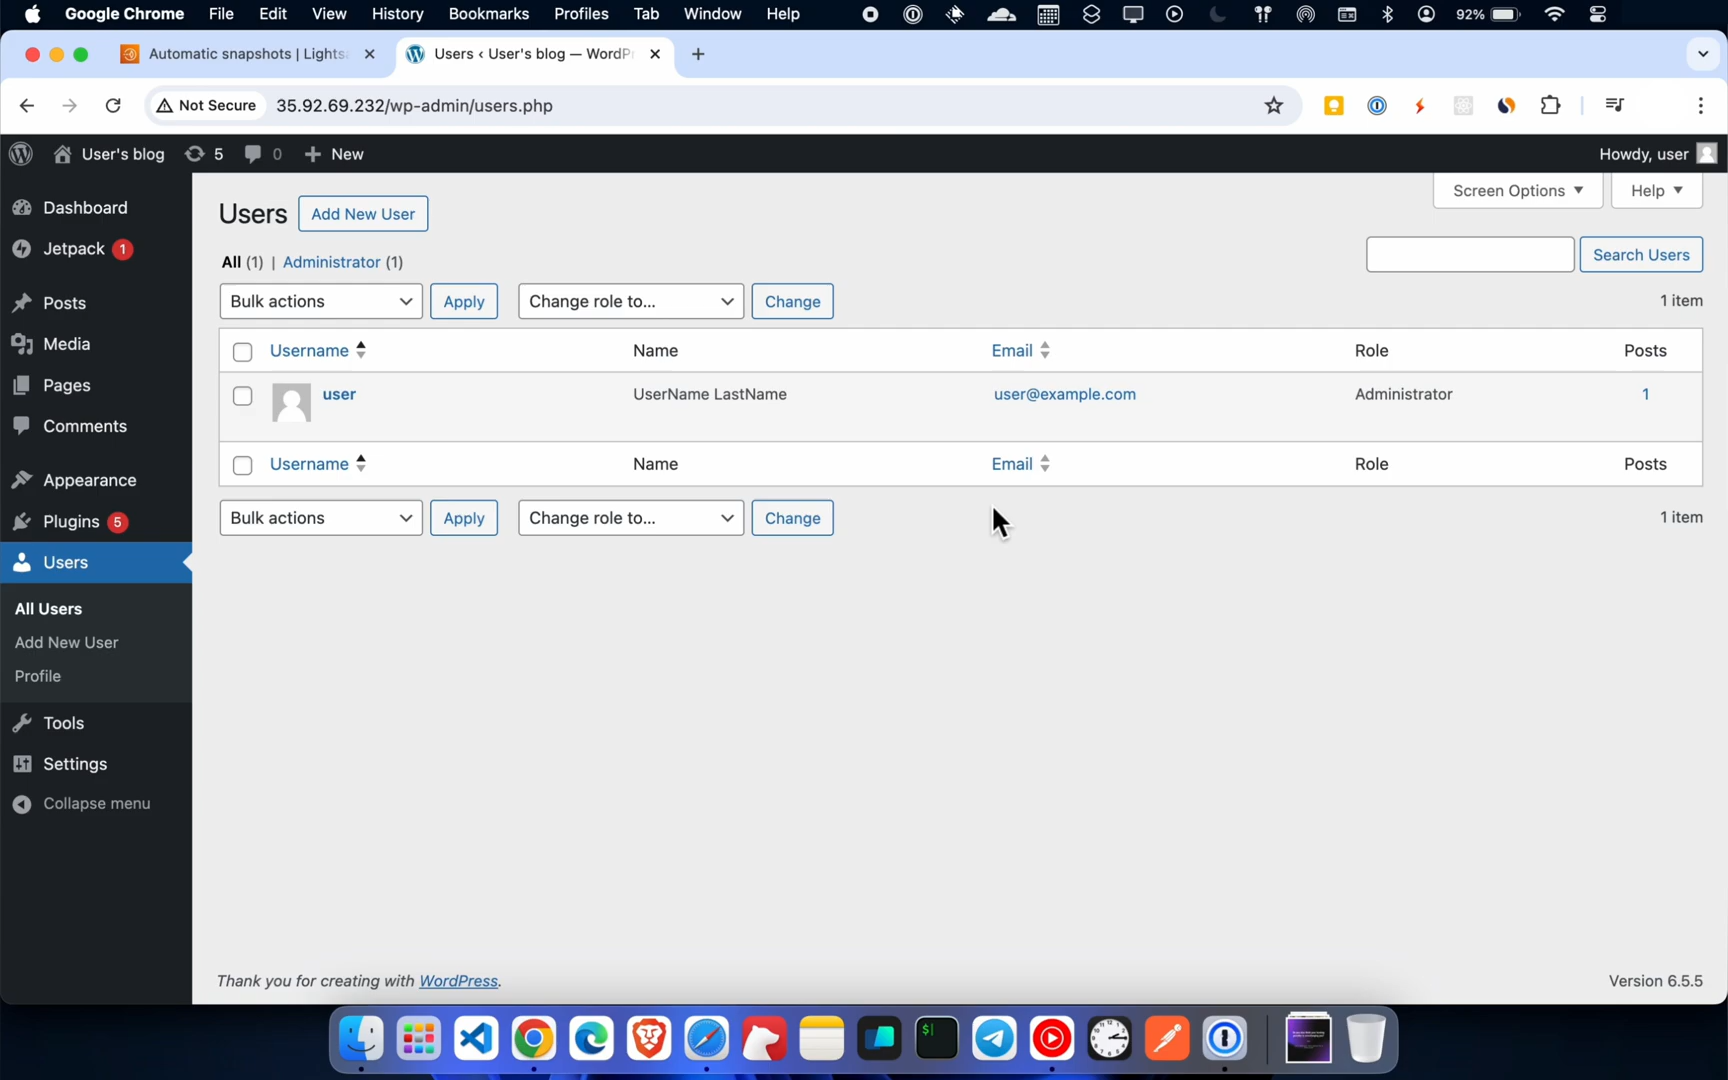 Google Chrome File Edit View History Bookmarks Profiles Tab Window Help 92%
Automatic snapshots | Lights
Users ‹ User's blog — WordP
Not Secure 35.92.69.232/wp-admin/users.php
User's blog 5 0 New Howdy, user
Screen Options Help
Dashboard
Jetpack 1
Posts
Media
Pages
Comments
Appearance
Plugins 5
Users
All Users
Add New User
Profile
Tools
Settings
Collapse menu
Users Add New User
All (1) | Administrator (1)
Search Users
Bulk actions Apply Change role to... Change 1 item
Username Name Email Role Posts
user UserName LastName user@example.com Administrator 1
Username Name Email Role Posts
Bulk actions Apply Change role to... Change 1 item
Thank you for creating with WordPress. Version 6.5.5